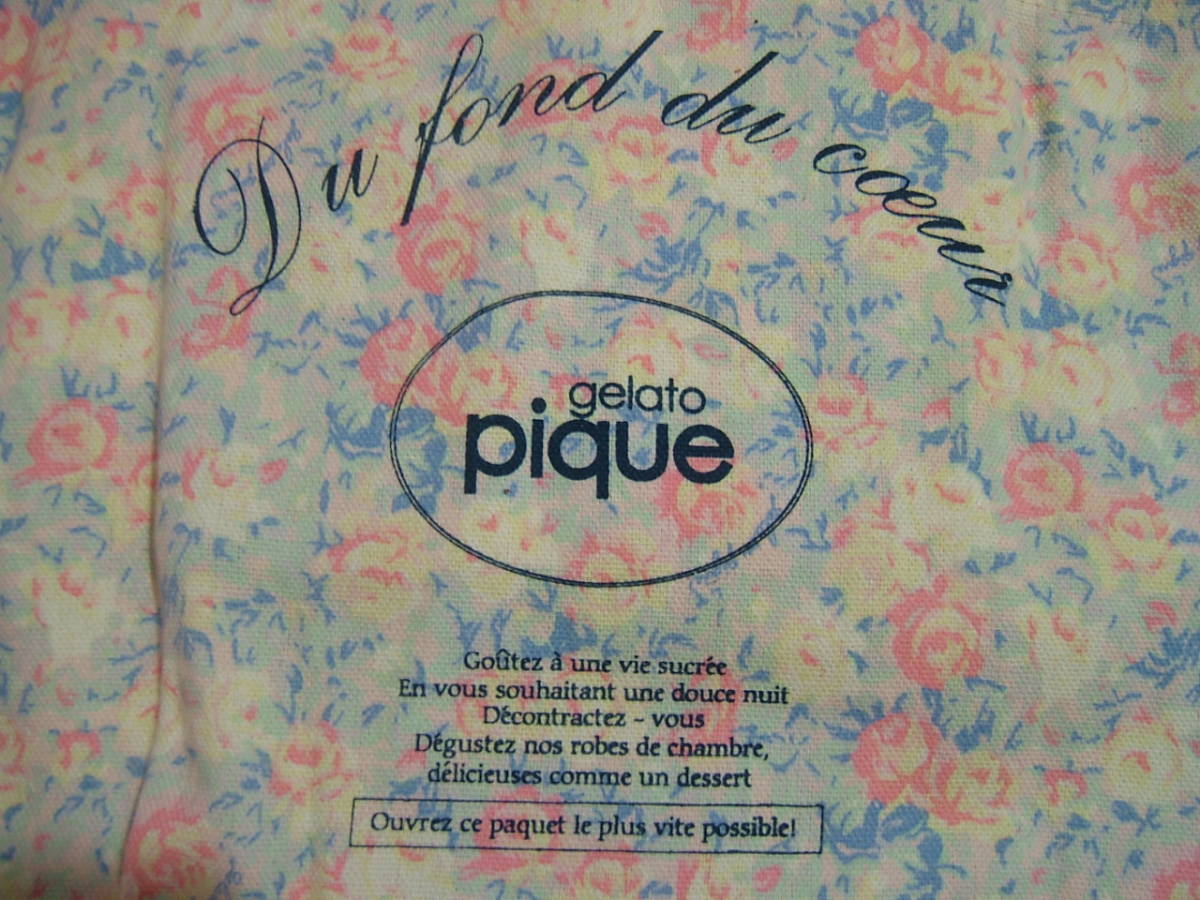 Du fond du cœur
gelato
pique
Goûtez à une vie sucrée
En vous souhaitant une douce nuit
Décontractez - vous
Dégustez nos robes de chambre,
délicieuses comme un dessert
Ouvrez ce paquet le plus vite possible!